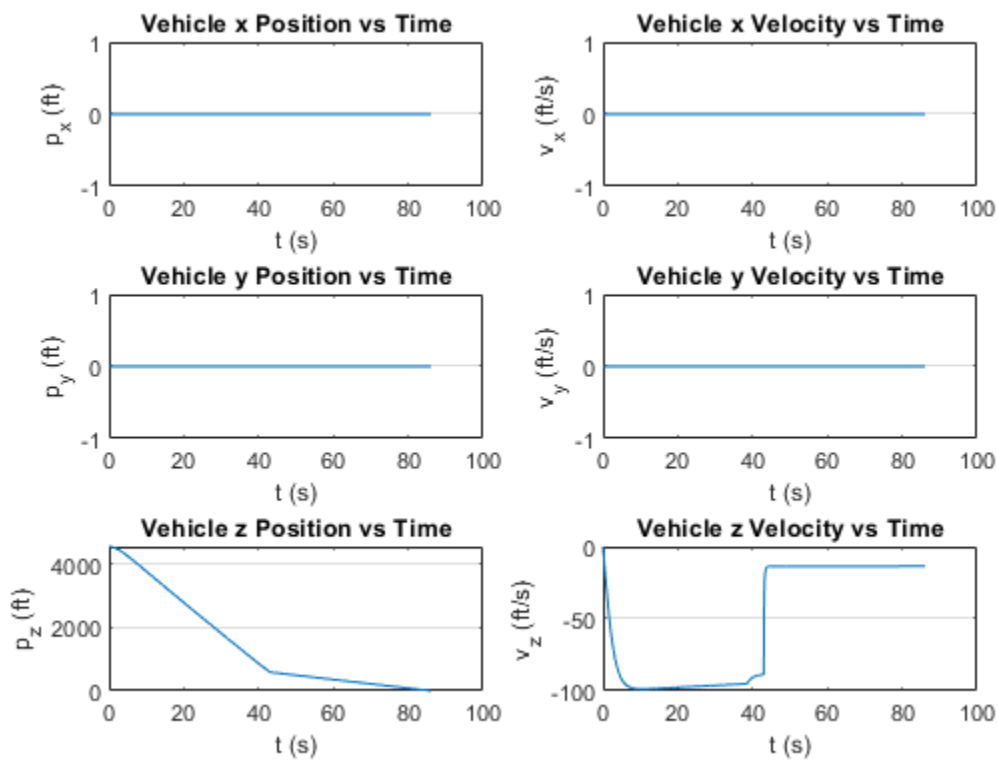 Vehicle x Position vs Time
1
0
-1
p_x (ft)
0 20 40 60 80 100
t (s)
Vehicle x Velocity vs Time
1
0
-1
v_x (ft/s)
0 20 40 60 80 100
t (s)
Vehicle y Position vs Time
1
0
-1
p_y (ft)
0 20 40 60 80 100
t (s)
Vehicle y Velocity vs Time
1
0
-1
v_y (ft/s)
0 20 40 60 80 100
t (s)
Vehicle z Position vs Time
4000
2000
0
p_z (ft)
0 20 40 60 80 100
t (s)
Vehicle z Velocity vs Time
0
-50
-100
v_z (ft/s)
0 20 40 60 80 100
t (s)